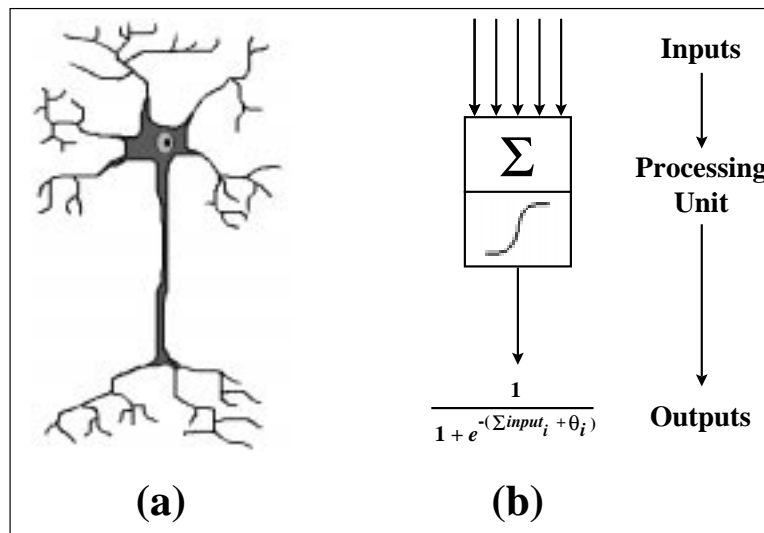 Inputs
Σ
Processing
Unit
1
1 + e^-(Σinput_i + θ_i)
Outputs
(a)
(b)